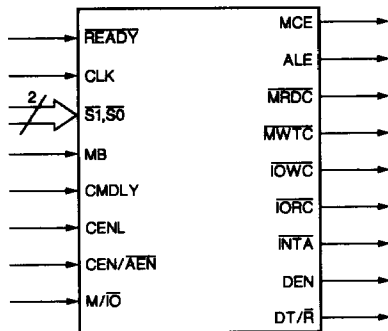 MCE
READY
ALE
CLK
MRDC
2
S1,S0
MWTC
MB
IOWC
CMDLY
IORC
CENL
INTA
CEN/AEN
DEN
M/IO
DT/R